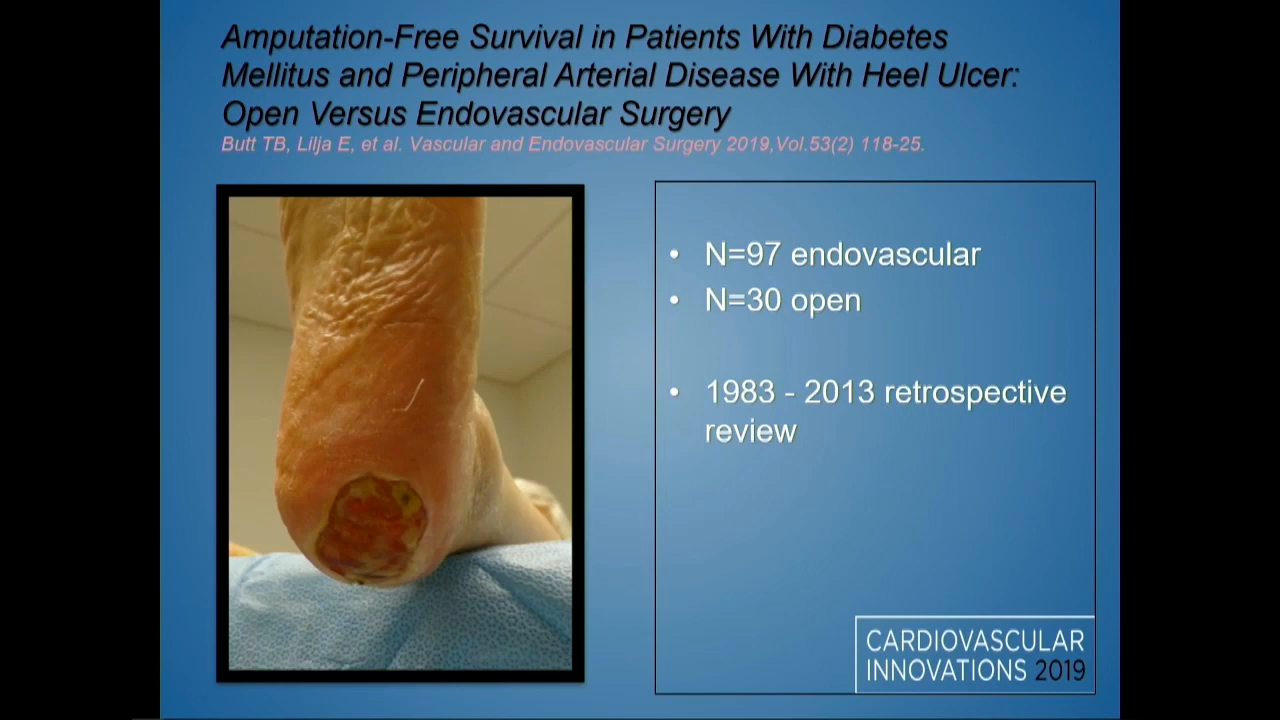 Amputation-Free Survival in Patients With Diabetes
Mellitus and Peripheral Arterial Disease With Heel Ulcer:
Open Versus Endovascular Surgery
Butt TB, Lilja E, et al. Vascular and Endovascular Surgery 2019,Vol.53(2) 118-25.
• N=97 endovascular
• N=30 open
• 1983 - 2013 retrospective
review
CARDIOVASCULAR
INNOVATIONS 2019